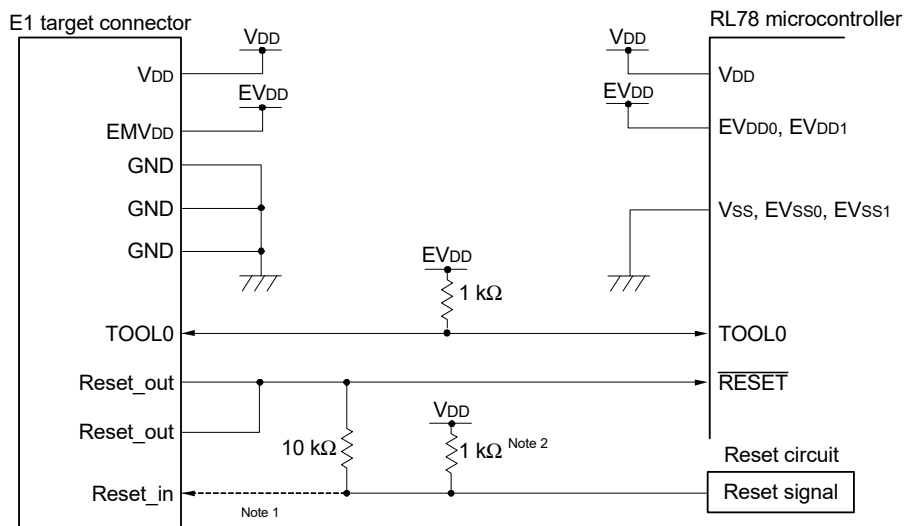 E1 target connector
RL78 microcontroller
VDD
VDD
VDD
VDD
EVDD
EVDD
EMVDD
EVDD0, EVDD1
GND
GND
VSS, EVSS0, EVSS1
GND
EVDD
1 kΩ
TOOL0
TOOL0
Reset_out
RESET
Reset_out
VDD
10 kΩ
1 kΩ Note 2
Reset circuit
Reset_in
Note 1
Reset signal